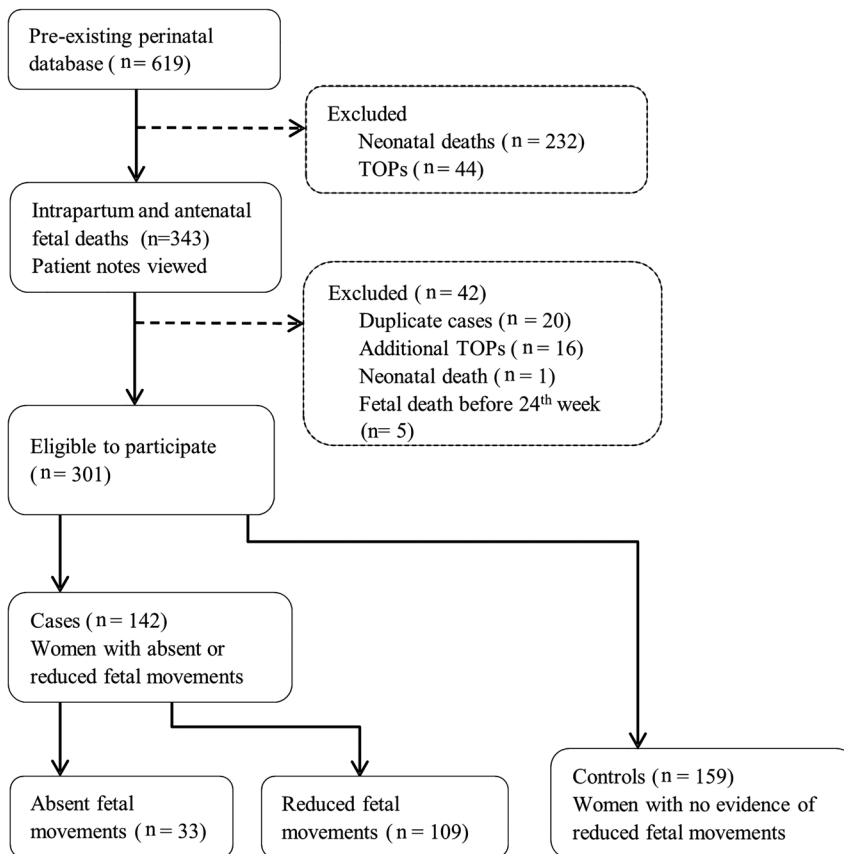 Pre-existing perinatal
database ( n= 619)
Excluded
Neonatal deaths (n = 232)
TOPs (n= 44)
Intrapartum and antenatal
fetal deaths (n=343)
Patient notes viewed
Excluded (n= 42)
Duplicate cases (n = 20)
Additional TOPs (n= 16)
Neonatal death ( n= 1)
Fetal death before 24th week
(n= 5)
Eligible to participate
(n= 301)
Cases (n= 142)
Women with absent or
reduced fetal movements
Absent fetal
movements (n= 33)
Reduced fetal
movements (n= 109)
Controls (n= 159)
Women with no evidence of
reduced fetal movements